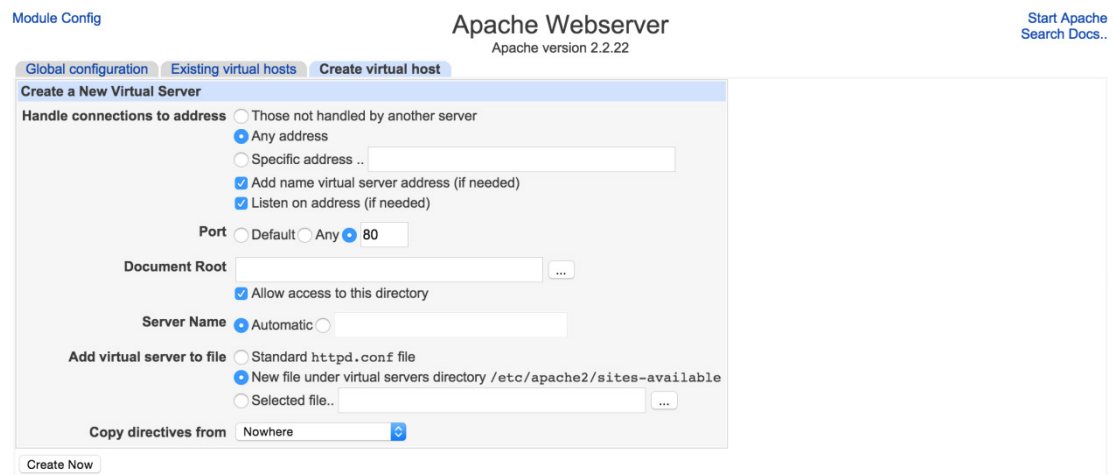 Module Config
Apache Webserver
Start Apache
Apache version 2.2.22
Search Docs..
Global configuration Existing virtual hosts Create virtual host
Create a New Virtual Server
Handle connections to address Those not handled by another server
Any address
Specific address ..
Add name virtual server address (if needed)
Listen on address (if needed)
Port Default Any 80
Document Root ...
Allow access to this directory
Server Name Automatic
Add virtual server to file Standard httpd.conf file
New file under virtual servers directory /etc/apache2/sites-available
Selected file.. ...
Copy directives from Nowhere
Create Now